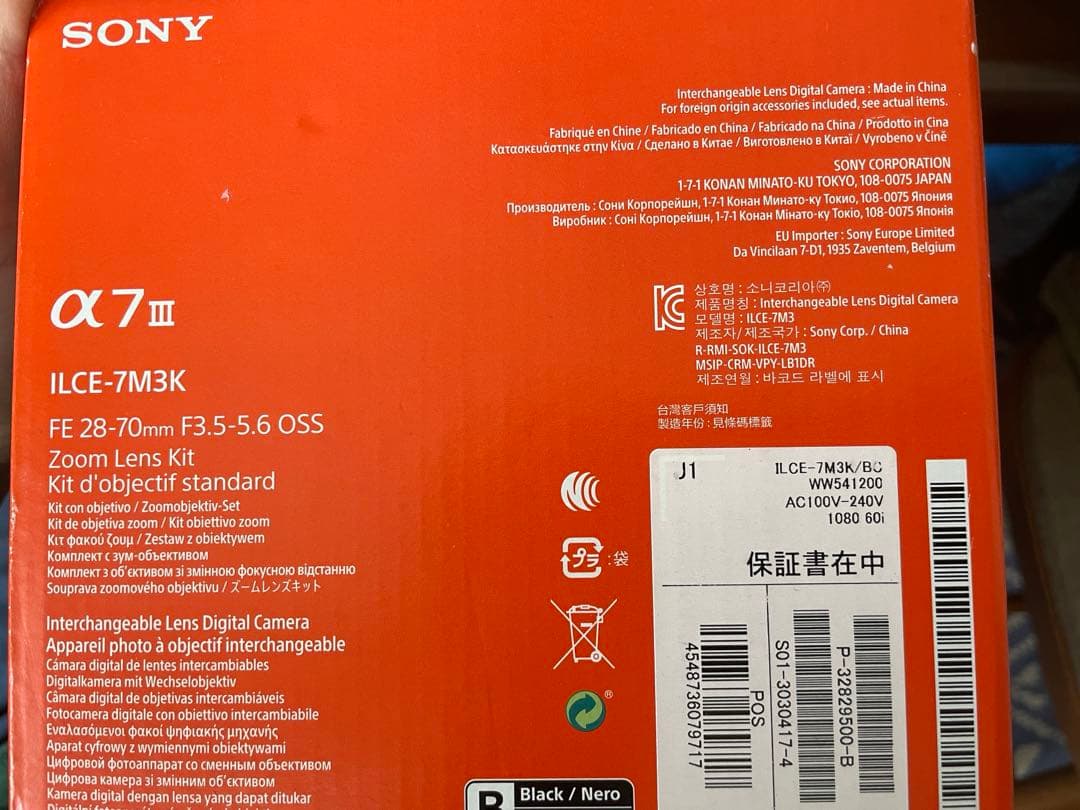 SONY
Interchangeable Lens Digital Camera : Made in China
For foreign origin accessories included, see actual items.
Fabriqué en Chine / Fabricado en China / Fabricado na China / Prodotto in Cina
Κατασκευάστηκε στην Κίνα / Сделано в Китае / Виготовлено в Китаї / Vyrobeno v Číně
SONY CORPORATION
1-7-1 KONAN MINATO-KU TOKYO, 108-0075 JAPAN
Производитель : Сони Корпорейшн, 1-7-1 Конан Минато-ку Токио, 108-0075 Япония
Виробник : Соні Корпорейшн, 1-7-1 Конан Мінато-ку Токіо, 108-0075 Японія
EU Importer : Sony Europe Limited
Da Vincilaan 7-D1, 1935 Zaventem, Belgium
α7III
상호명 : 소니코리아㈜
제품명칭 : Interchangeable Lens Digital Camera
모델명 : ILCE-7M3
제조자/제조국가 : Sony Corp. / China
R-RMI-SOK-ILCE-7M3
MSIP-CRM-VPY-LB1DR
제조연월 : 바코드 라벨에 표시
台灣客戶須知
製造年份 : 見條碼標籤
ILCE-7M3K
FE 28-70mm F3.5-5.6 OSS
Zoom Lens Kit
Kit d'objectif standard
Kit con objetivo / Zoomobjektiv-Set
Kit de objetiva zoom / Kit obiettivo zoom
Κιτ φακού ζουμ / Zestaw z obiektywem
Комплект с зум-объективом
Комплект з об'єктивом зі змінною фокусною відстанню
Souprava zoomového objektivu / ズームレンズキット
Interchangeable Lens Digital Camera
Appareil photo à objectif interchangeable
Cámara digital de lentes intercambiables
Digitalkamera mit Wechselobjektiv
Câmara digital de objetivas intercambiáveis
Fotocamera digitale con obiettivo intercambiabile
Εναλασόμενοι φακοί ψηφιακής μηχανής
Aparat cyfrowy z wymiennymi obiektywami
Цифровой фотоаппарат со сменным объективом
Цифрова камера зі змінним об'єктивом
Kamera digital dengan lensa yang dapat ditukar
プラ : 袋
®
J1
ILCE-7M3K/BC
WW541200
AC100V-240V
1080 60i
保証書在中
4548736079717
POS
S01-3030417-4
P-32829500-B
B
Black / Nero